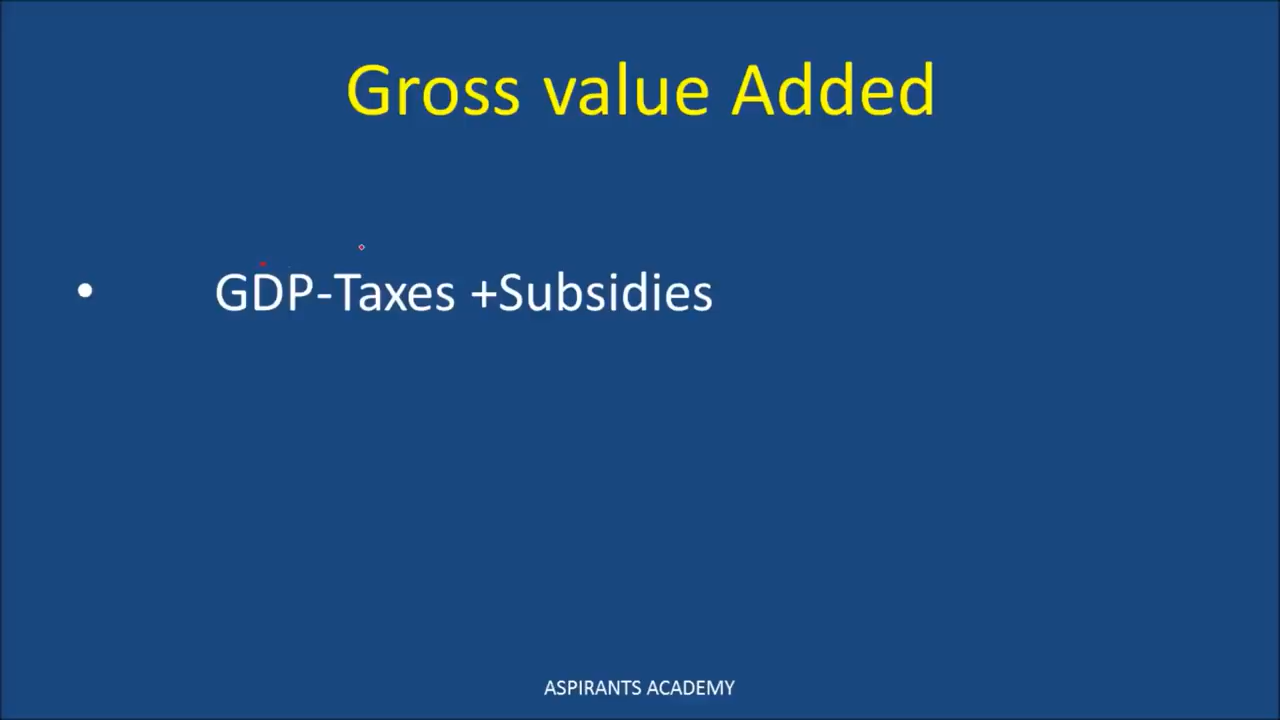 Gross value Added
• GDP-Taxes +Subsidies
ASPIRANTS ACADEMY